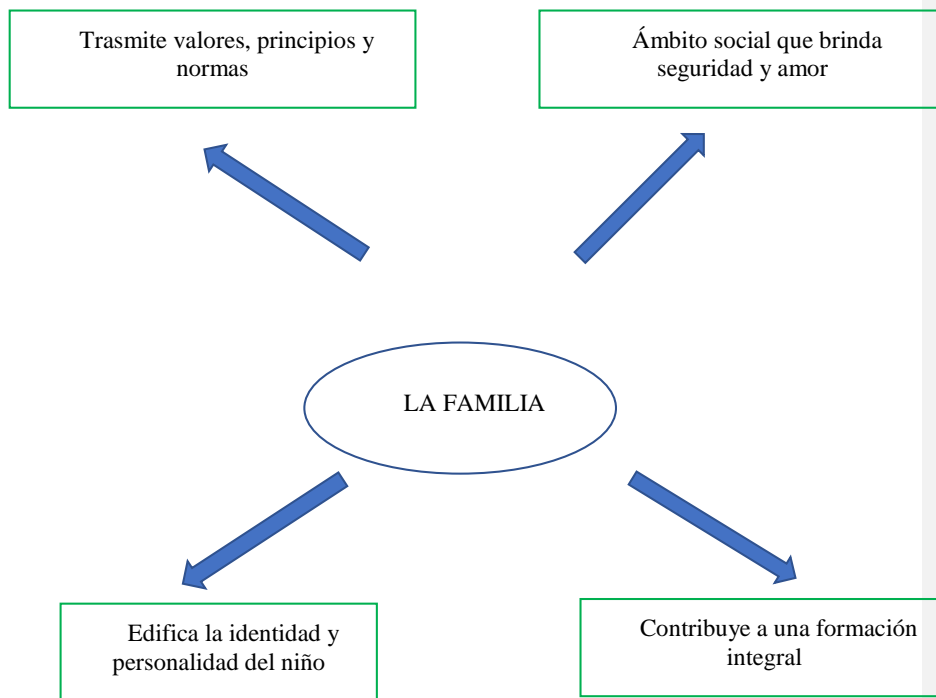 Trasmite valores, principios y
normas
Ámbito social que brinda
seguridad y amor
LA FAMILIA
Edifica la identidad y
personalidad del niño
Contribuye a una formación
integral